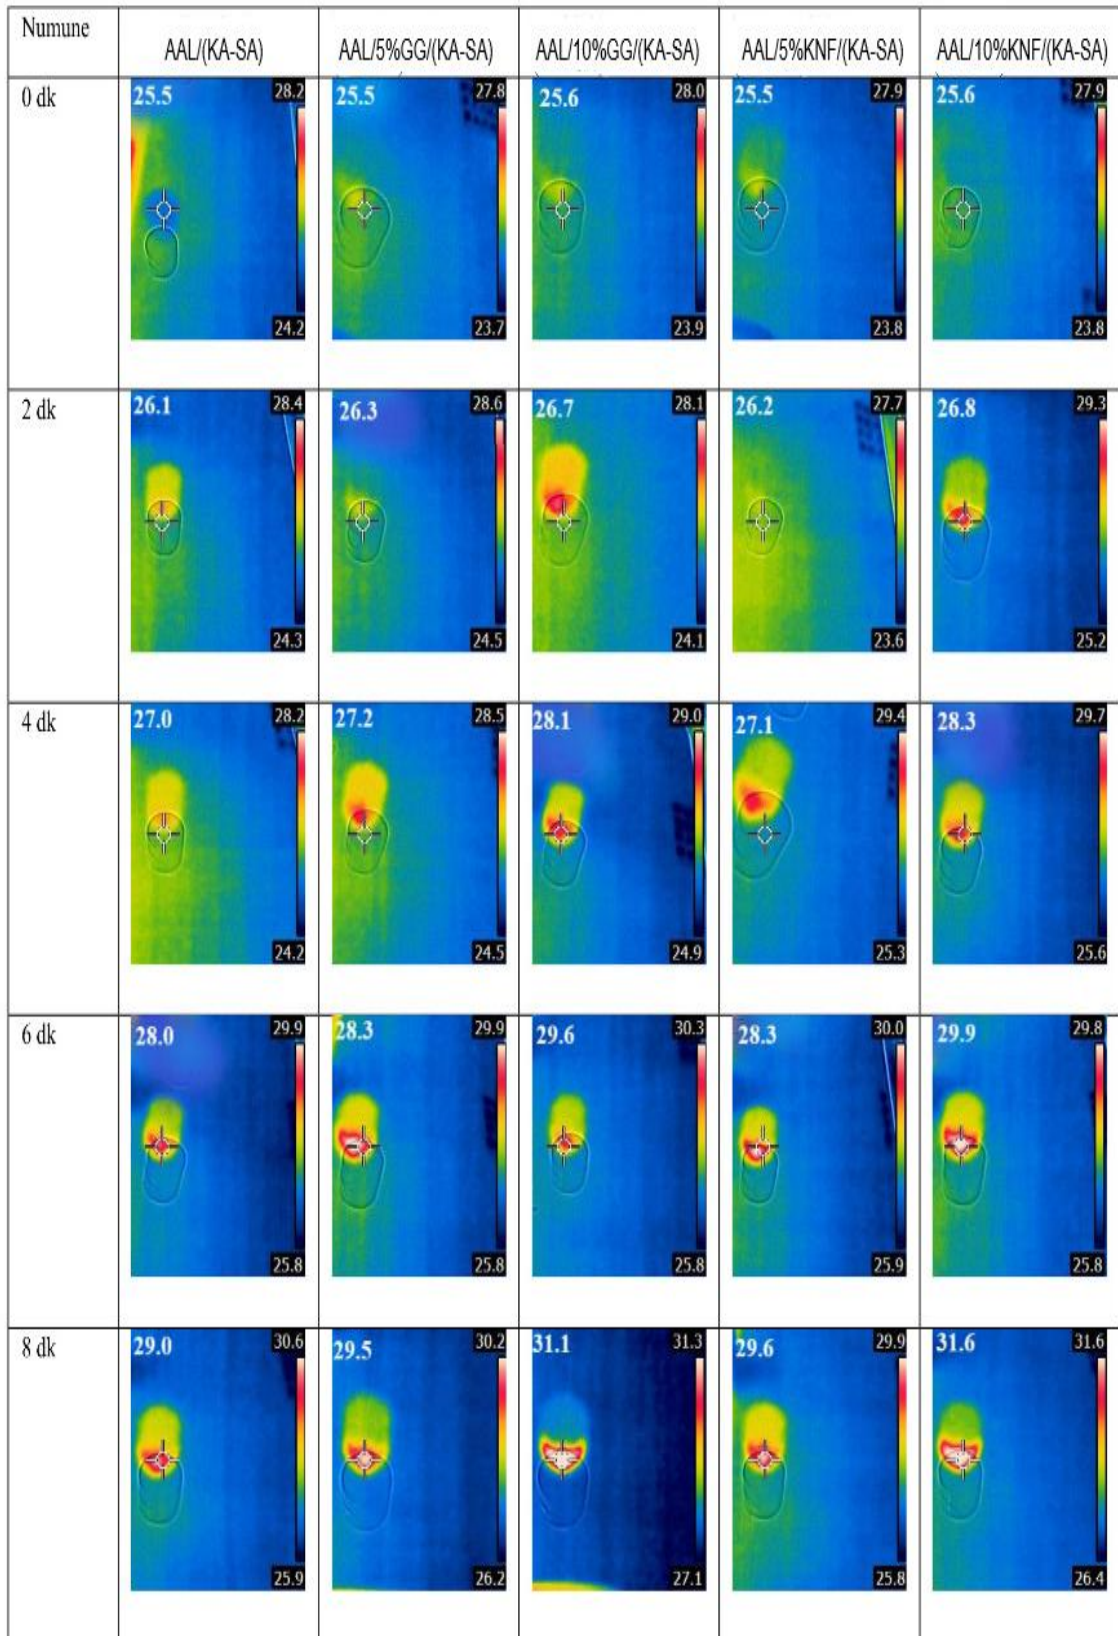 Numune AAL/(KA-SA) AAL/5%GG/(KA-SA) AAL/10%GG/(KA-SA) AAL/5%KNF/(KA-SA) AAL/10%KNF/(KA-SA)
0 dk
25.5 28.2 25.5 27.8 25.6 28.0 25.5 27.9 25.6 27.9
24.2 23.7 23.9 23.8 23.8
2 dk
26.1 28.4 26.3 28.6 26.7 28.1 26.2 27.7 26.8 29.3
24.3 24.5 24.1 23.6 25.2
4 dk
27.0 28.2 27.2 28.5 28.1 29.0 27.1 29.4 28.3 29.7
24.2 24.5 24.9 25.3 25.6
6 dk
28.0 29.9 28.3 29.9 29.6 30.3 28.3 30.0 29.9 29.8
25.8 25.8 25.8 25.9 25.8
8 dk
29.0 30.6 29.5 30.2 31.1 31.3 29.6 29.9 31.6 31.6
25.9 26.2 27.1 25.8 26.4